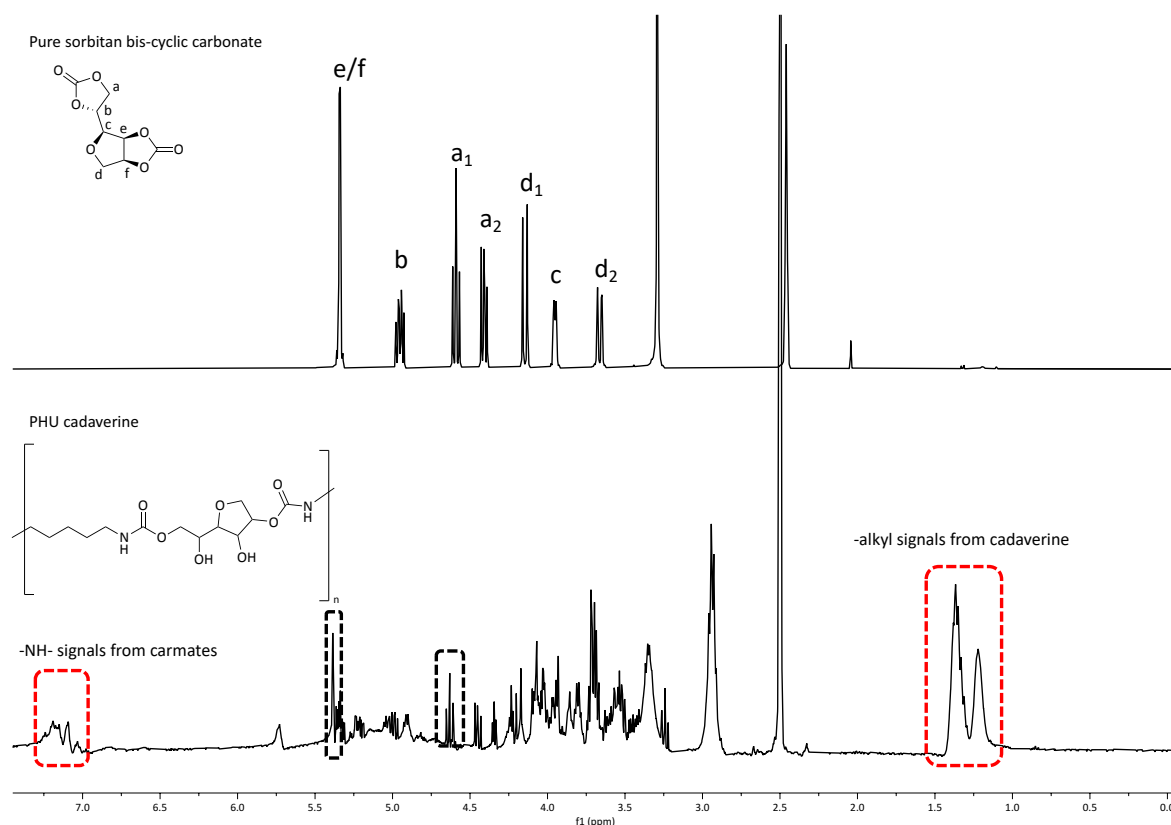 Pure sorbitan bis-cyclic carbonate
O
O
O
a
b
c
e
O
O
O
O
d
f
e/f
b
a₁
a₂
d₁
c
d₂
PHU cadaverine
N
H
O
O
OH
O
OH
O
O
N
H
n
-NH- signals from carmates
-alkyl signals from cadaverine
7.0 6.5 6.0 5.5 5.0 4.5 4.0 3.5 3.0 2.5 2.0 1.5 1.0 0.5 0.0
f1 (ppm)